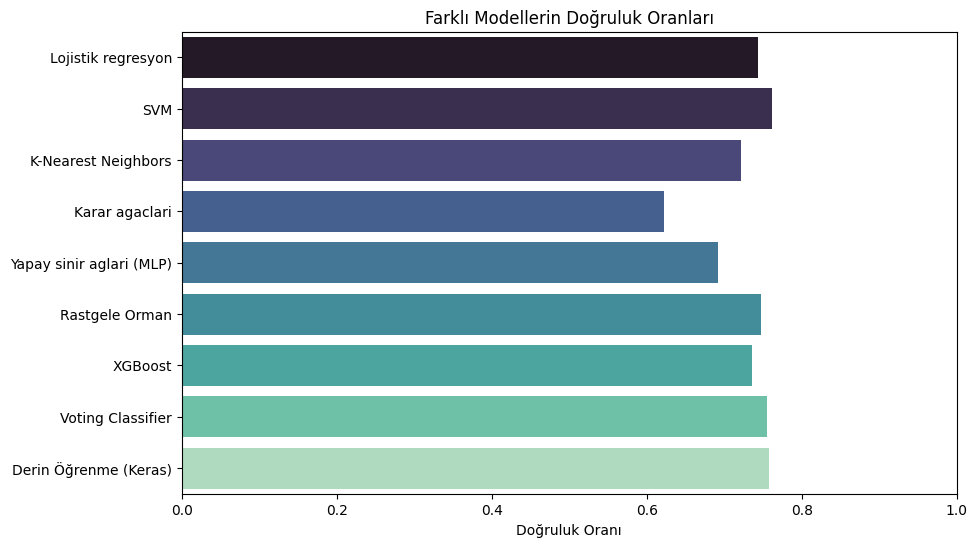 Farklı Modellerin Doğruluk Oranları
Lojistik regresyon
SVM
K-Nearest Neighbors
Karar agaclari
Yapay sinir aglari (MLP)
Rastgele Orman
XGBoost
Voting Classifier
Derin Öğrenme (Keras)
0.0 0.2 0.4 0.6 0.8 1.0
Doğruluk Oranı